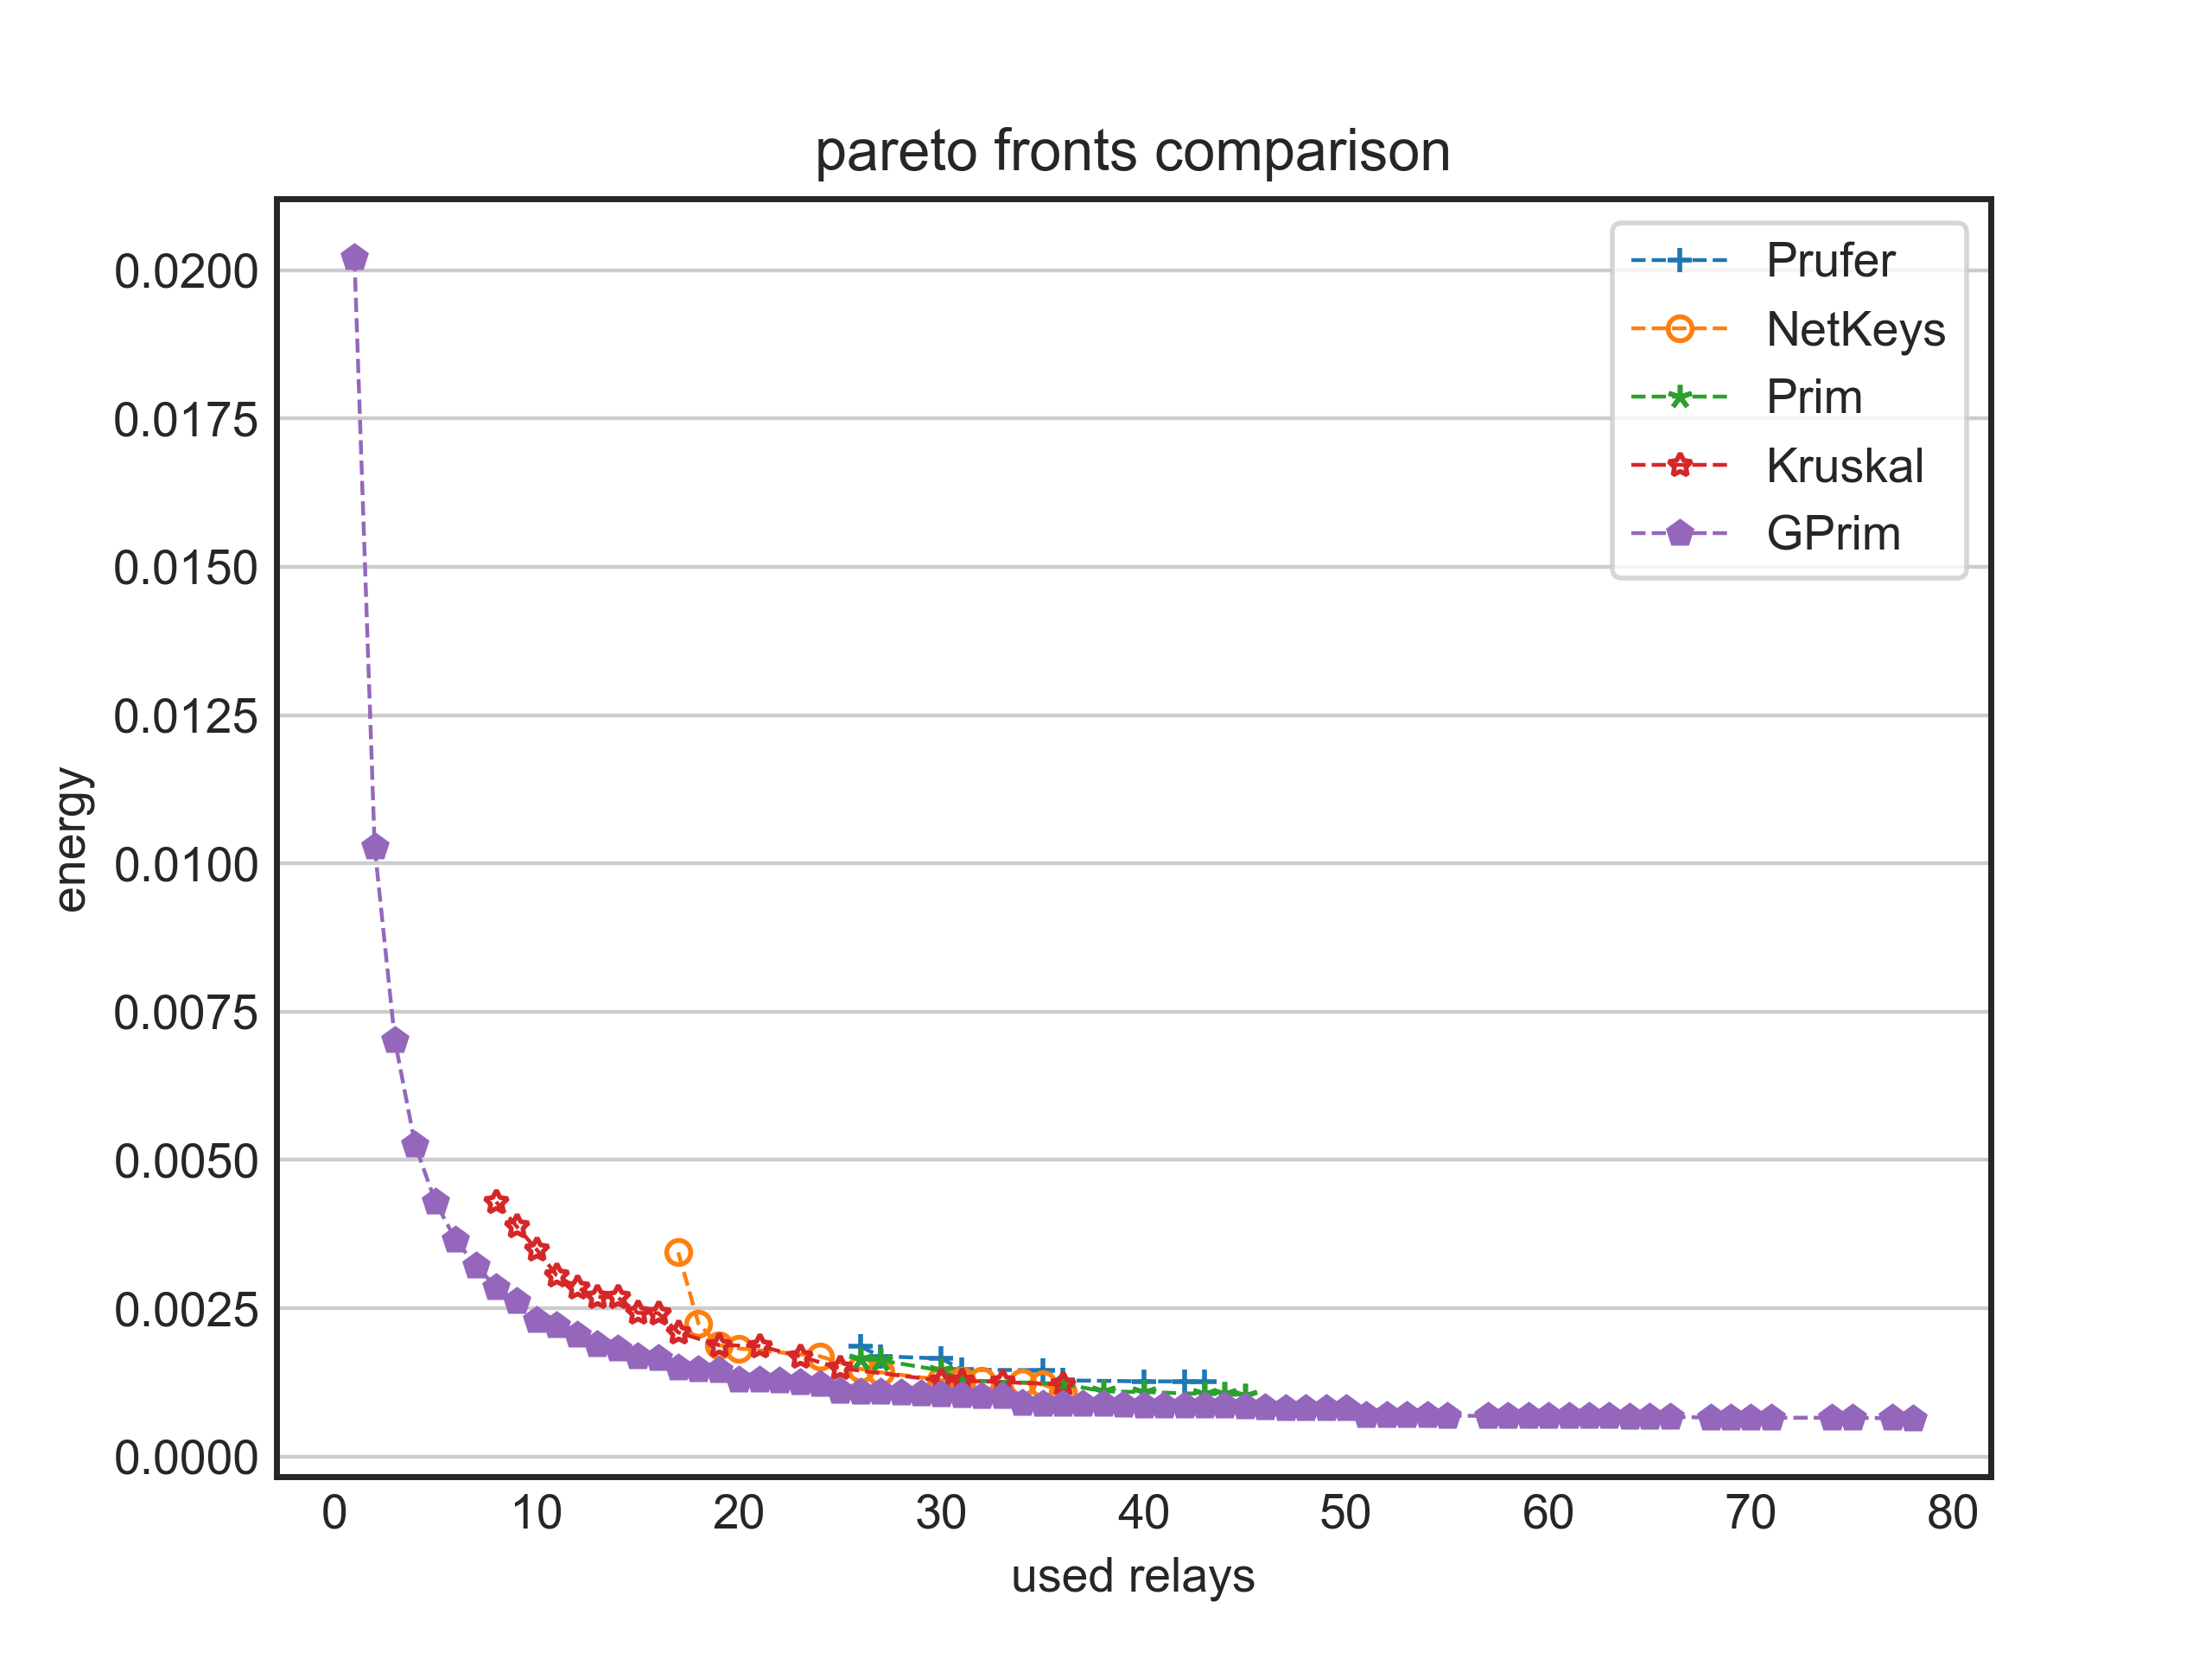 pareto fronts comparison
0.0200
0.0175
0.0150
0.0125
0.0100
0.0075
0.0050
0.0025
0.0000
energy
Prufer
NetKeys
Prim
Kruskal
GPrim
0 10 20 30 40 50 60 70 80
used relays